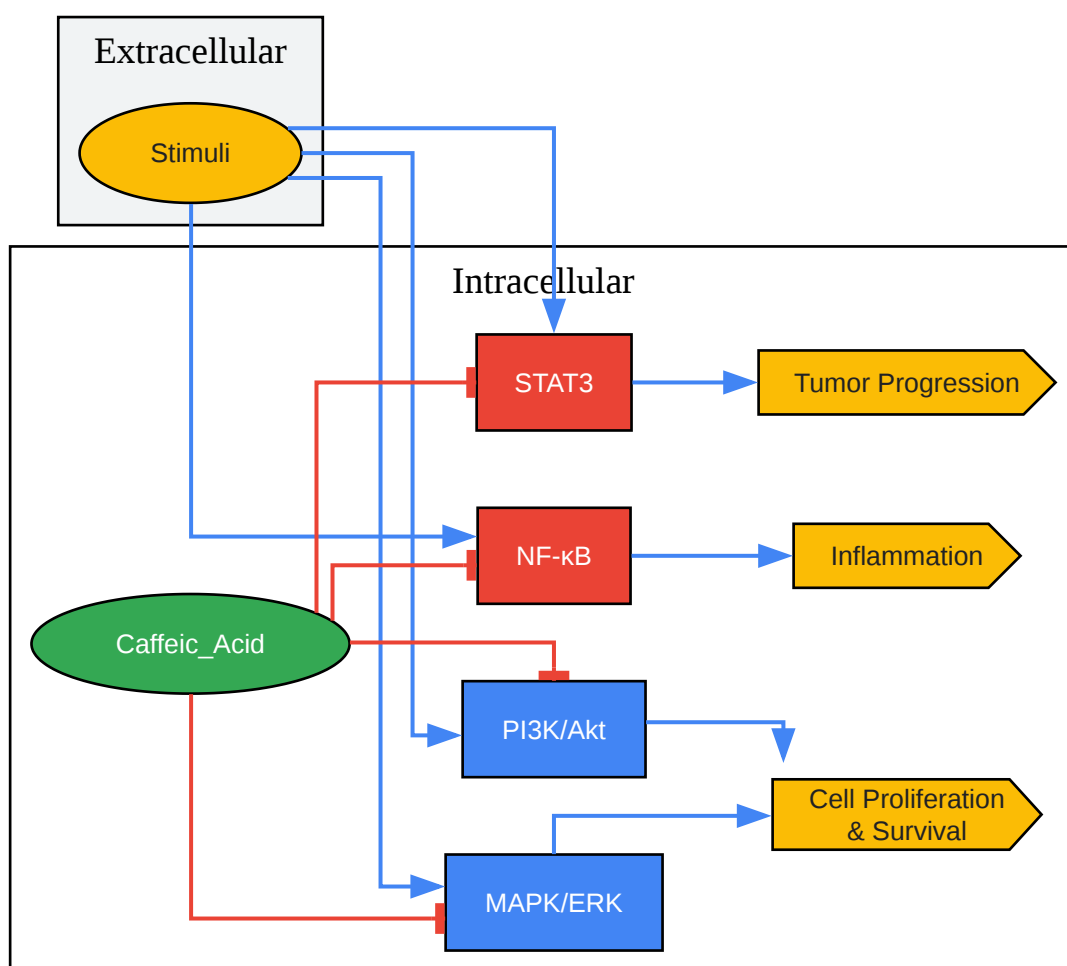 Extracellular
Stimuli
Intracellular
STAT3
Tumor Progression
NF-κB
Inflammation
Caffeic_Acid
PI3K/Akt
Cell Proliferation
& Survival
MAPK/ERK